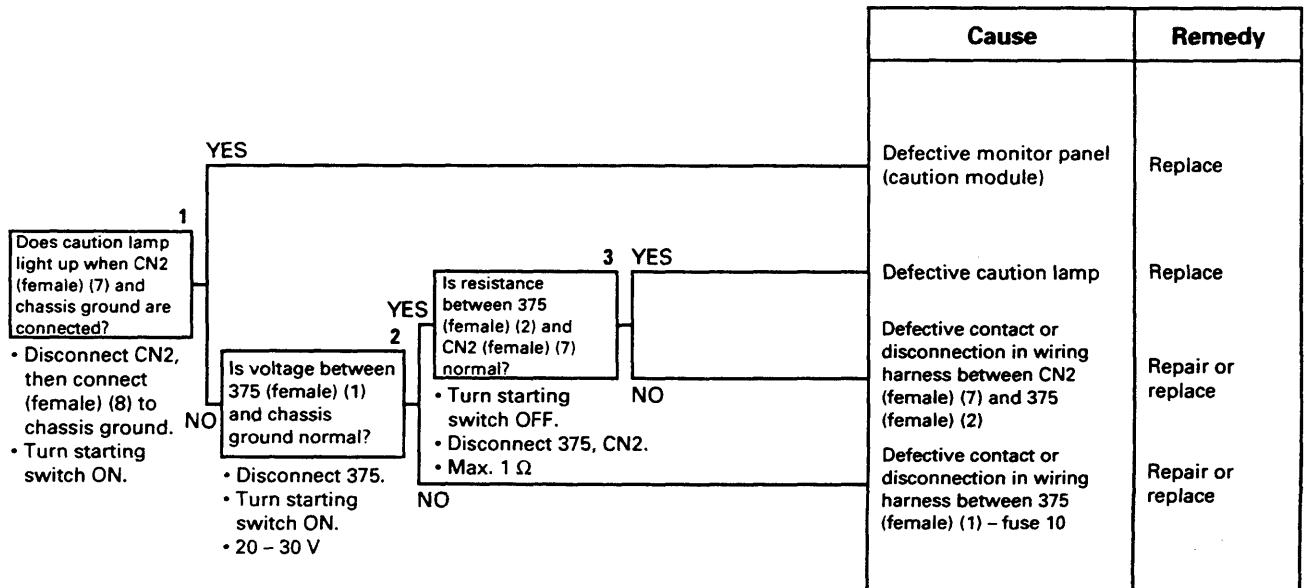 Cause
Remedy
YES
Defective monitor panel
(caution module)
Replace
1
Does caution lamp
light up when CN2
(female) (7) and
chassis ground are
connected?
• Disconnect CN2,
then connect
(female) (8) to
chassis ground.
• Turn starting
switch ON.
NO
2
Is voltage between
375 (female) (1)
and chassis
ground normal?
• Disconnect 375.
• Turn starting
switch ON.
• 20 – 30 V
YES
3
Is resistance
between 375
(female) (2) and
CN2 (female) (7)
normal?
• Turn starting
switch OFF.
• Disconnect 375, CN2.
• Max. 1 Ω
YES
Defective caution lamp
Replace
NO
Defective contact or
disconnection in wiring
harness between CN2
(female) (7) and 375
(female) (2)
Repair or
replace
NO
Defective contact or
disconnection in wiring
harness between 375
(female) (1) – fuse 10
Repair or
replace